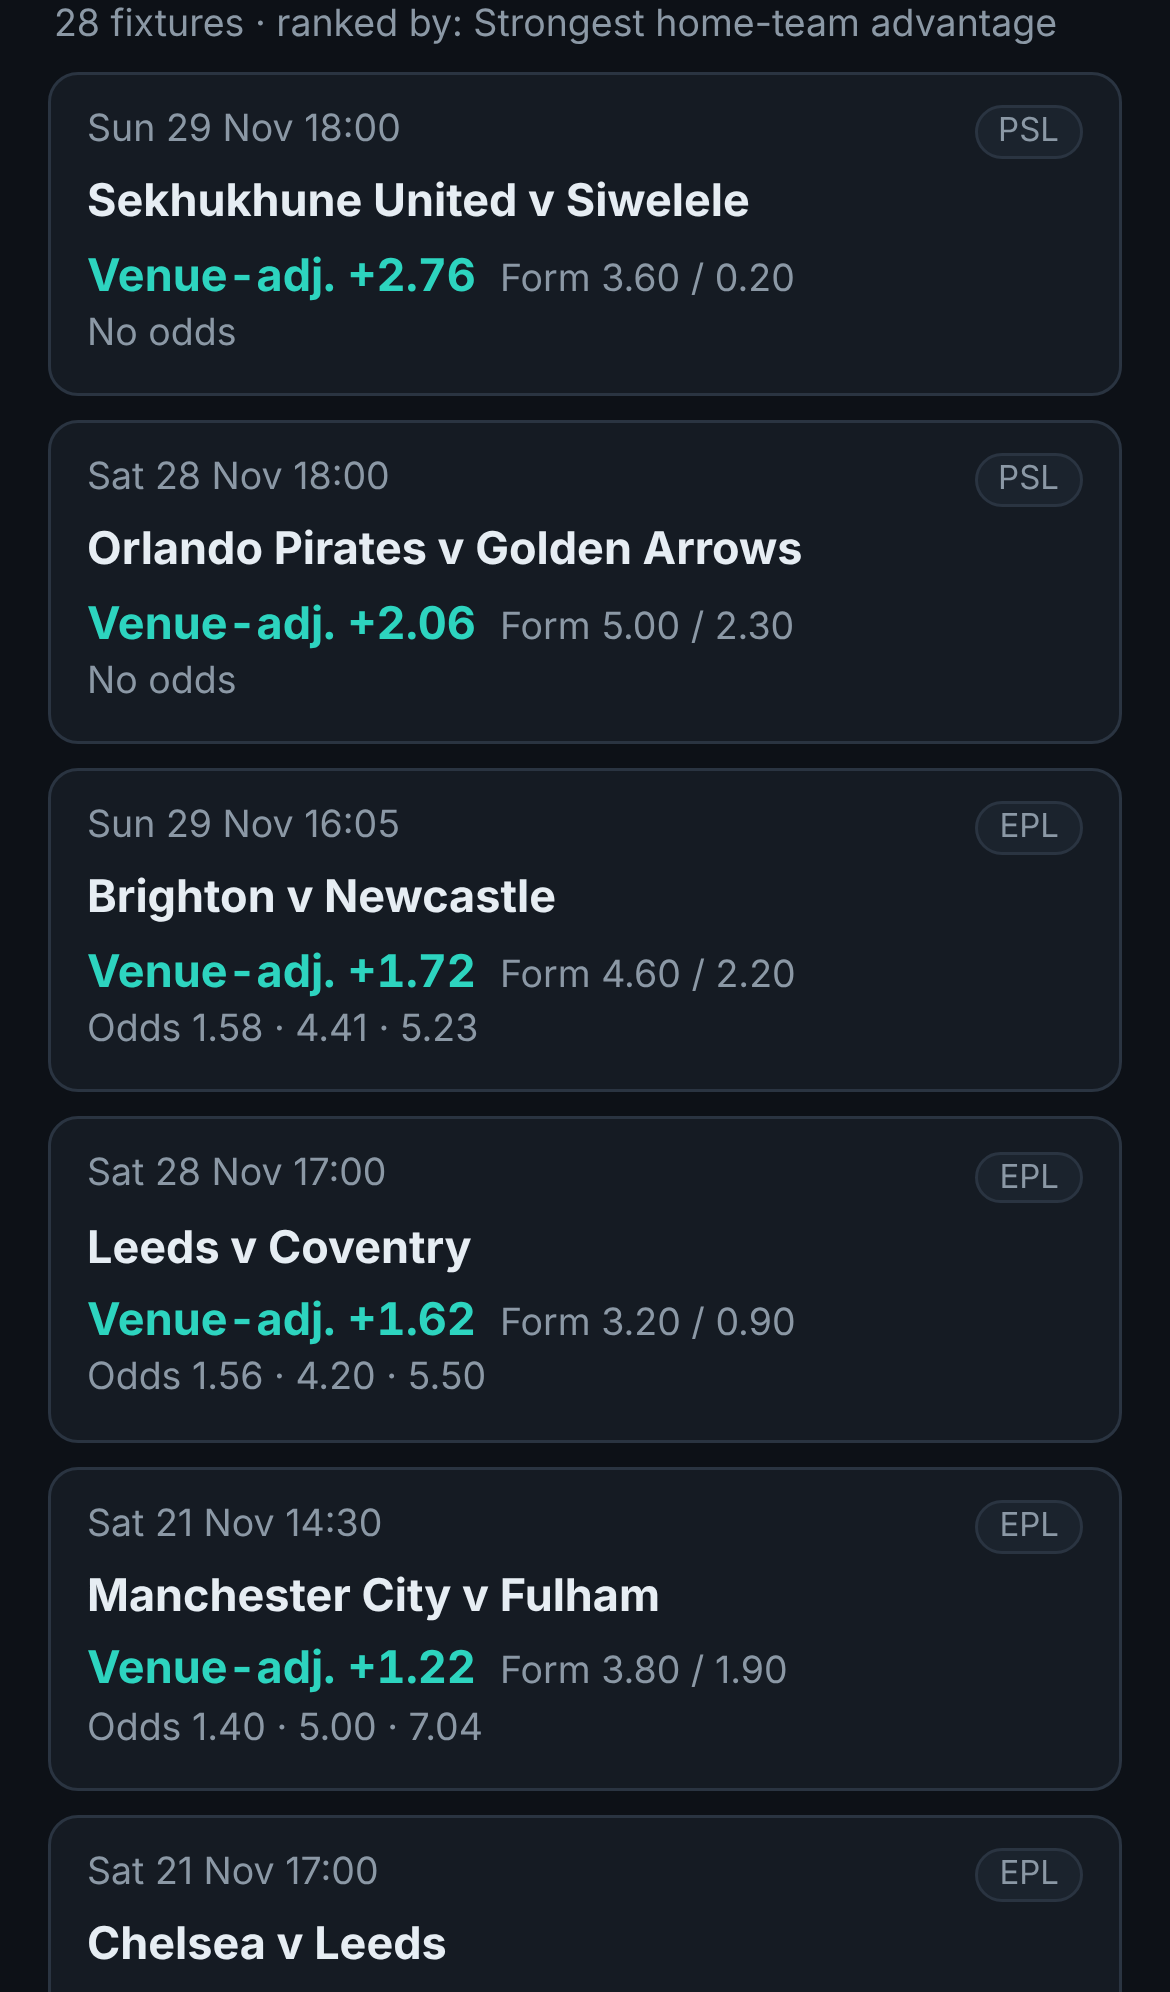 28 fixtures · ranked by: Strongest home-team advantage
Sun 29 Nov 18:00 PSL
Sekhukhune United v Siwelele
Venue-adj. +2.76 Form 3.60 / 0.20
No odds
Sat 28 Nov 18:00 PSL
Orlando Pirates v Golden Arrows
Venue-adj. +2.06 Form 5.00 / 2.30
No odds
Sun 29 Nov 16:05 EPL
Brighton v Newcastle
Venue-adj. +1.72 Form 4.60 / 2.20
Odds 1.58 · 4.41 · 5.23
Sat 28 Nov 17:00 EPL
Leeds v Coventry
Venue-adj. +1.62 Form 3.20 / 0.90
Odds 1.56 · 4.20 · 5.50
Sat 21 Nov 14:30 EPL
Manchester City v Fulham
Venue-adj. +1.22 Form 3.80 / 1.90
Odds 1.40 · 5.00 · 7.04
Sat 21 Nov 17:00 EPL
Chelsea v Leeds